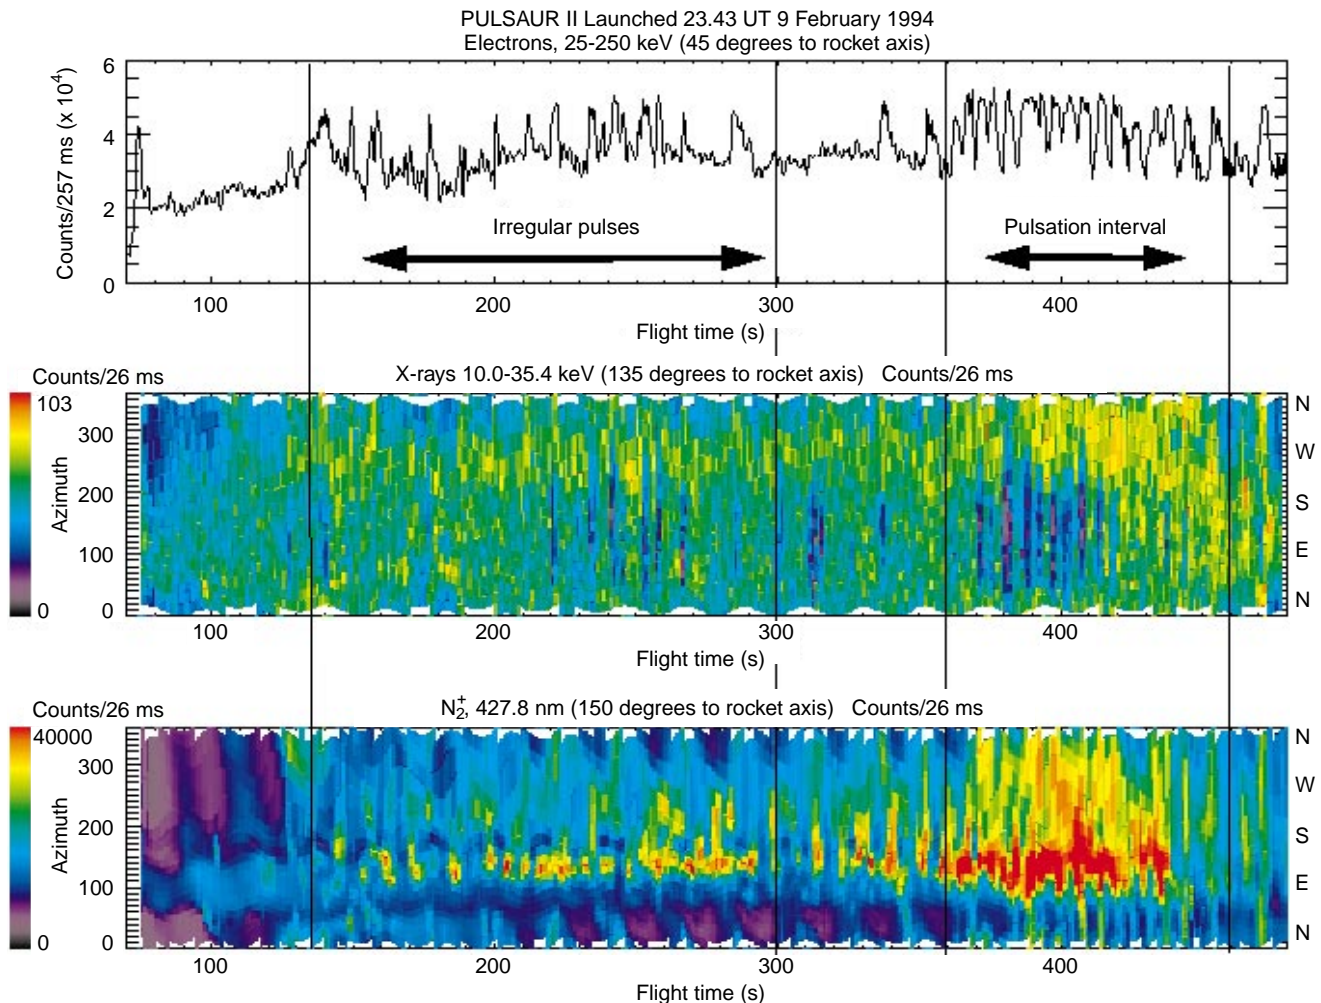 PULSAUR II Launched 23.43 UT 9 February 1994
Electrons, 25-250 keV (45 degrees to rocket axis)
Counts/257 ms (x 10⁴)
6
4
2
0
Irregular pulses
Pulsation interval
100 200 300 400
Flight time (s)
Counts/26 ms
X-rays 10.0-35.4 keV (135 degrees to rocket axis) Counts/26 ms
103
0
Azimuth
300
200
100
0
N
W
S
E
N
100 200 300 400
Flight time (s)
Counts/26 ms
N₂⁺, 427.8 nm (150 degrees to rocket axis) Counts/26 ms
40000
0
Azimuth
300
200
100
0
N
W
S
E
N
100 200 300 400
Flight time (s)